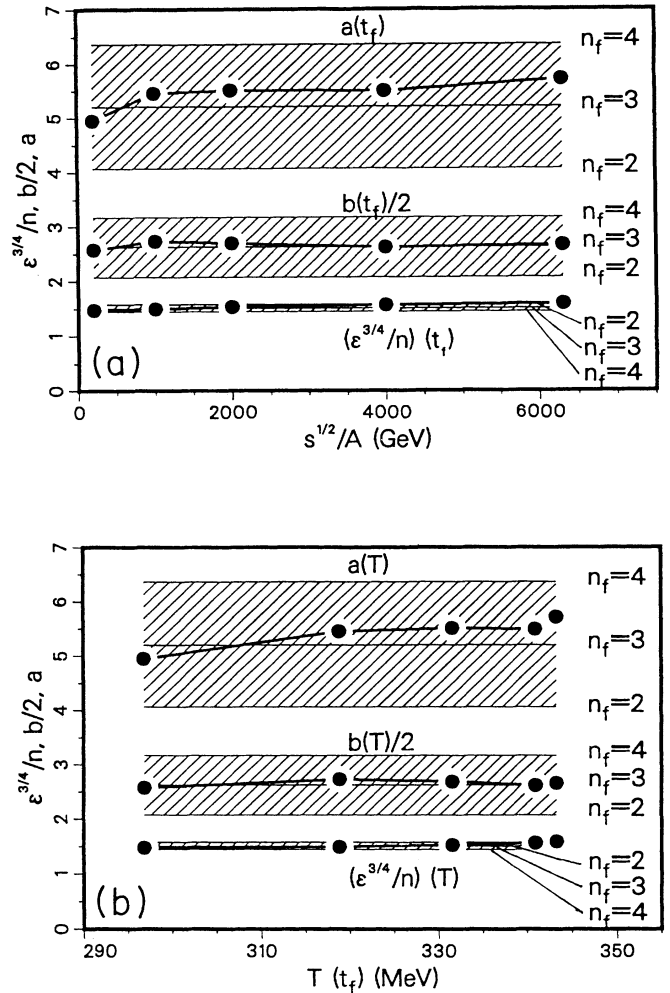 7
6
5
4
3
2
1
0
ε^{3/4}/n, b/2, a
a(t_f)
n_f=4
n_f=3
n_f=2
b(t_f)/2
n_f=4
n_f=3
n_f=2
(ε^{3/4}/n) (t_f)
n_f=2
n_f=3
n_f=4
(a)
0 2000 4000 6000
s^{1/2}/A (GeV)
7
6
5
4
3
2
1
0
ε^{3/4}/n, b/2, a
a(T)
n_f=4
n_f=3
n_f=2
b(T)/2
n_f=4
n_f=3
n_f=2
(ε^{3/4}/n) (T)
n_f=2
n_f=3
n_f=4
(b)
290 310 330 350
T (t_f) (MeV)